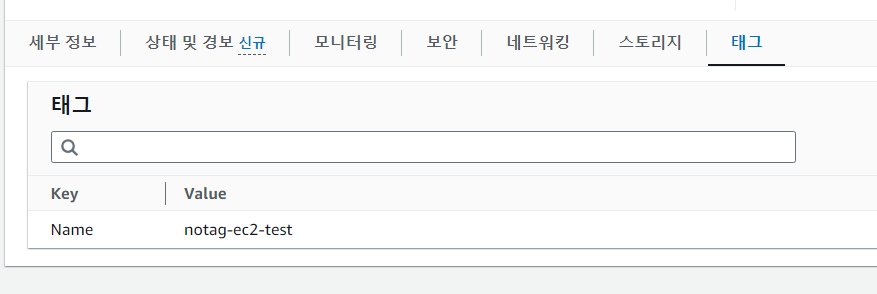 세부 정보 상태 및 경보 신규 모니터링 보안 네트워킹 스토리지 태그
태그
Key Value
Name notag-ec2-test